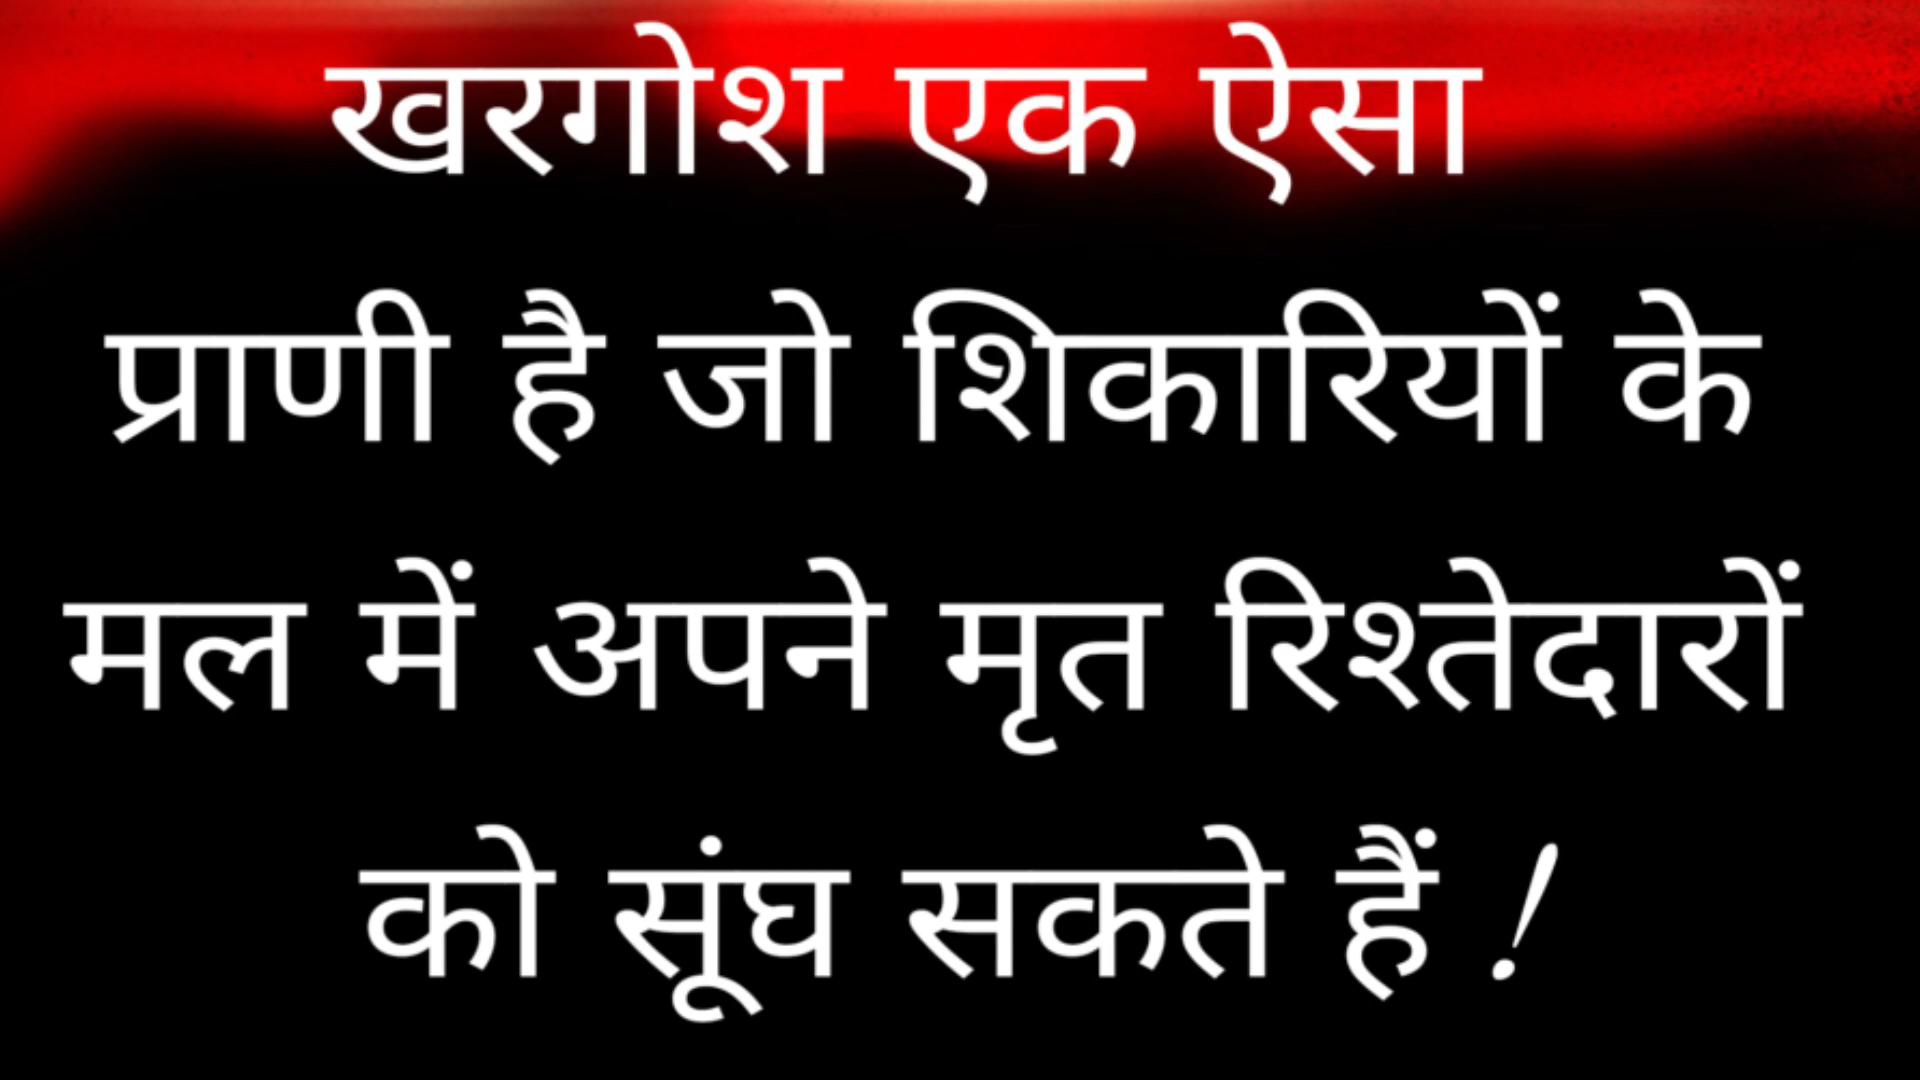 खरगोश एक ऐसा
प्राणी है जो शिकारियों के
मल में अपने मृत रिश्तेदारों
को सूंघ सकते हैं !